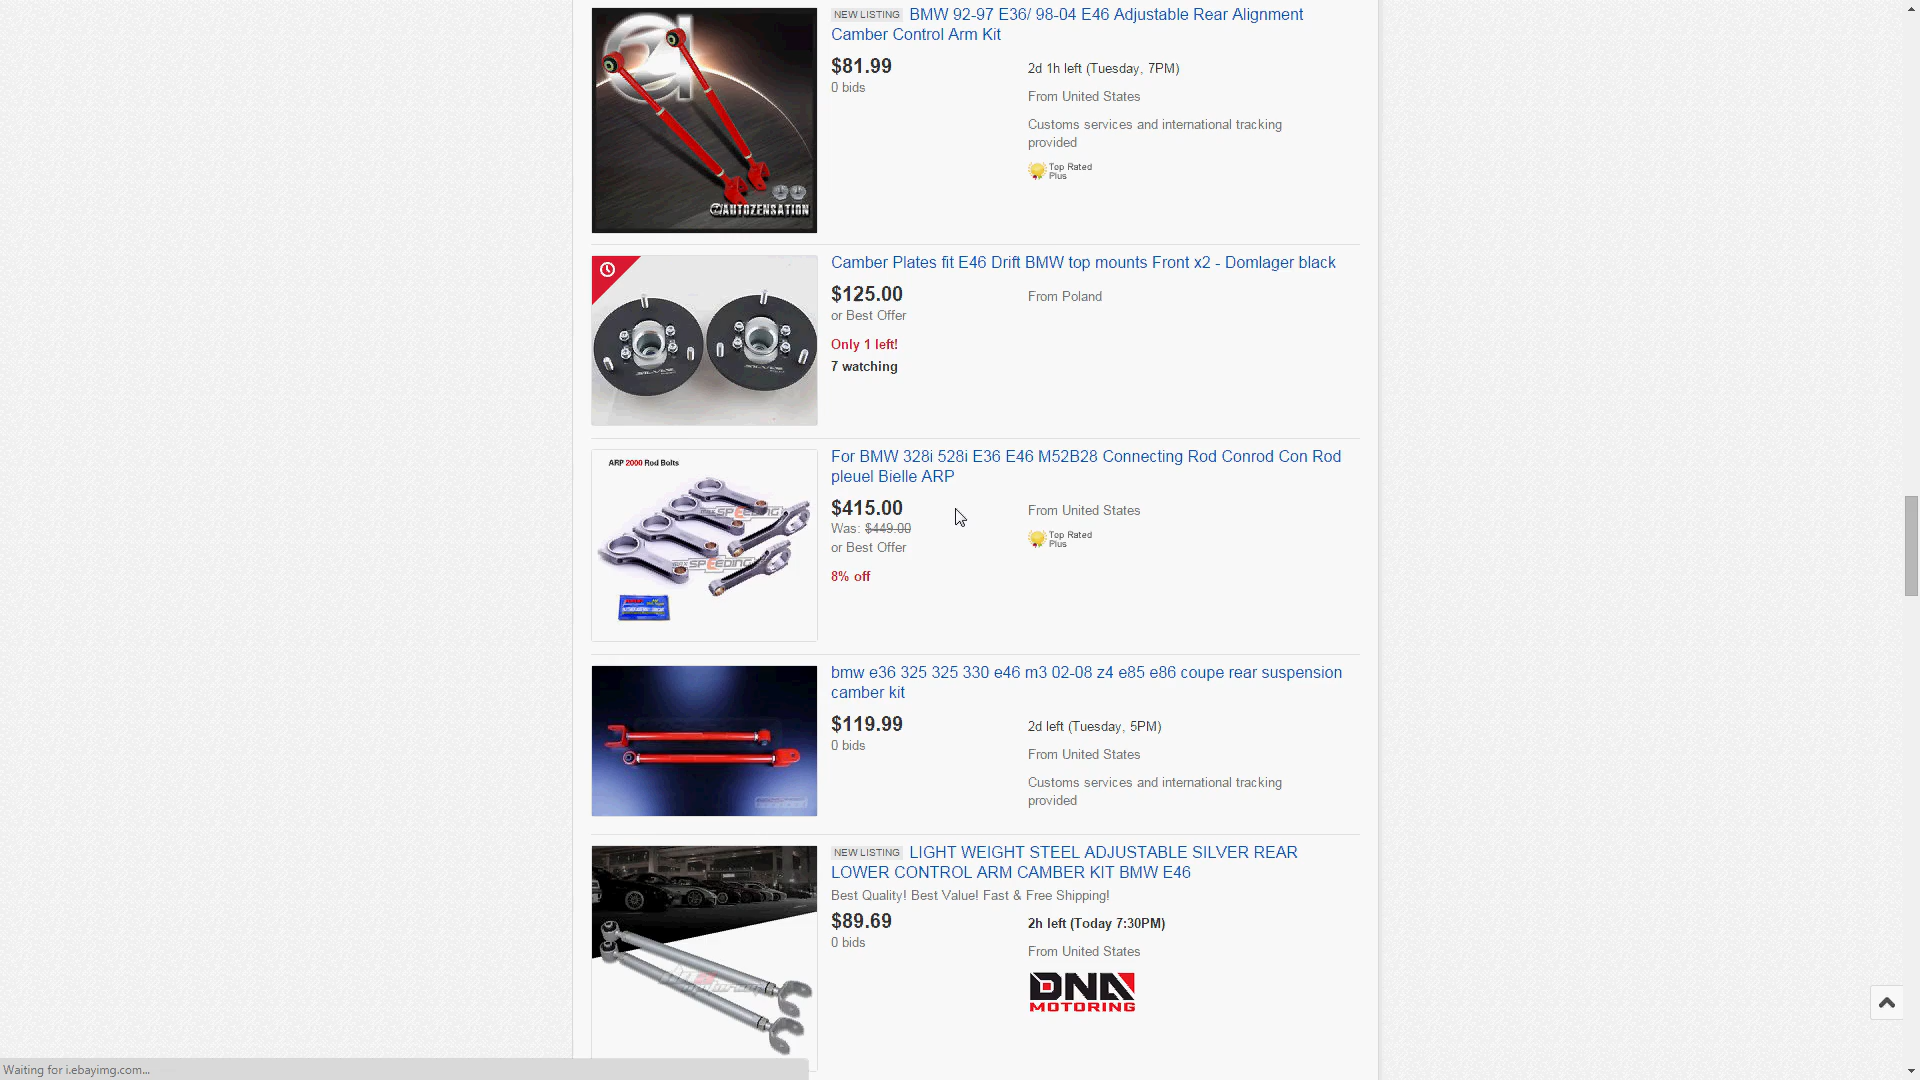 NEW LISTING BMW 92-97 E36/ 98-04 E46 Adjustable Rear Alignment
Camber Control Arm Kit
$81.99
0 bids
2d 1h left (Tuesday, 7PM)
From United States
Customs services and international tracking
provided
Top Rated
Plus
@AUTOZENSATION
Camber Plates fit E46 Drift BMW top mounts Front x2 - Domlager black
$125.00
or Best Offer
From Poland
Only 1 left!
7 watching
ARP 2000 Rod Bolts
SPEEDING
SPEEDING
For BMW 328i 528i E36 E46 M52B28 Connecting Rod Conrod Con Rod
pleuel Bielle ARP
$415.00
Was: $449.00
or Best Offer
From United States
Top Rated
Plus
8% off
bmw e36 325 325 330 e46 m3 02-08 z4 e85 e86 coupe rear suspension
camber kit
$119.99
0 bids
2d left (Tuesday, 5PM)
From United States
Customs services and international tracking
provided
NEW LISTING LIGHT WEIGHT STEEL ADJUSTABLE SILVER REAR
LOWER CONTROL ARM CAMBER KIT BMW E46
Best Quality! Best Value! Fast & Free Shipping!
$89.69
0 bids
2h left (Today 7:30PM)
From United States
DNA
MOTORING
Waiting for i.ebayimg.com...